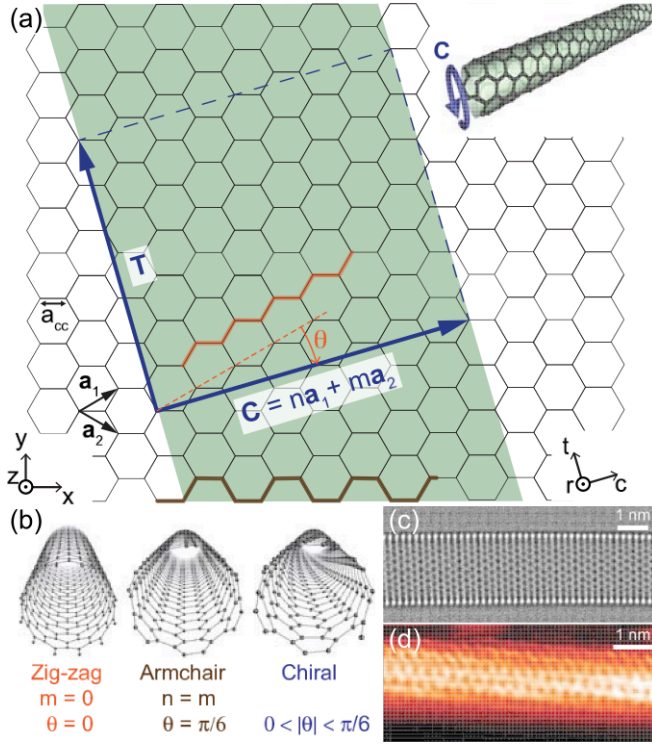 (a)
C
T
a_cc
θ
C = na₁ + ma₂
a₁
a₂
y
z
x
t
r
c
(b)
Zig-zag
m = 0
θ = 0
Armchair
n = m
θ = π/6
Chiral
0 < |θ| < π/6
(c)
1 nm
(d)
1 nm